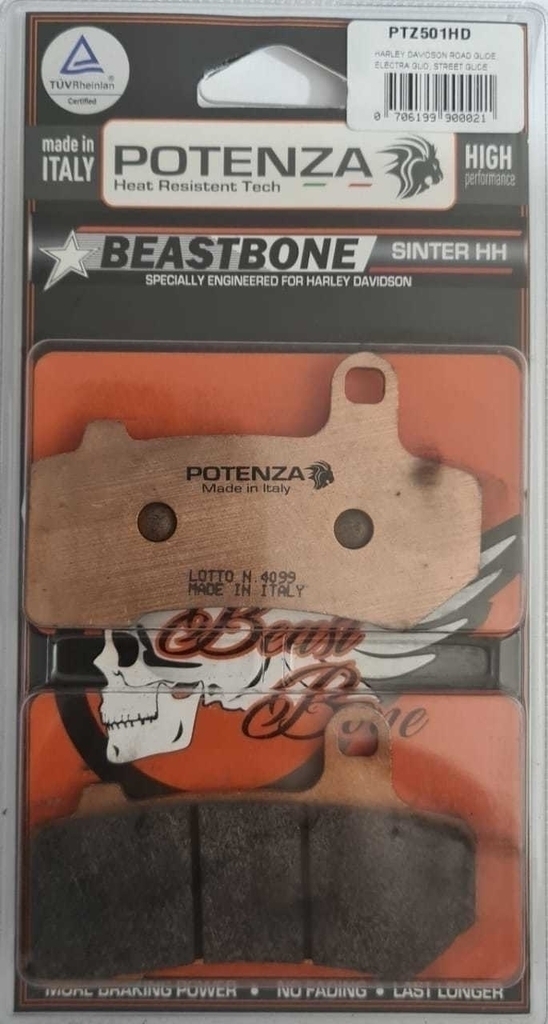 TÜVRheinland®
Certified
PTZ501HD
HARLEY DAVIDSON ROAD GLIDE
ELECTRA GLID. STREET GLIDE
0 706199 900021
made in
ITALY
POTENZA
Heat Resistent Tech
HIGH
performance
BEASTBONE
SINTER HH
SPECIALLY ENGINEERED FOR HARLEY DAVIDSON
POTENZA
Made in Italy
LOTTO N.4099
MADE IN ITALY
Beast
Bone
MORE BRAKING POWER • NO FADING • LAST LONGER